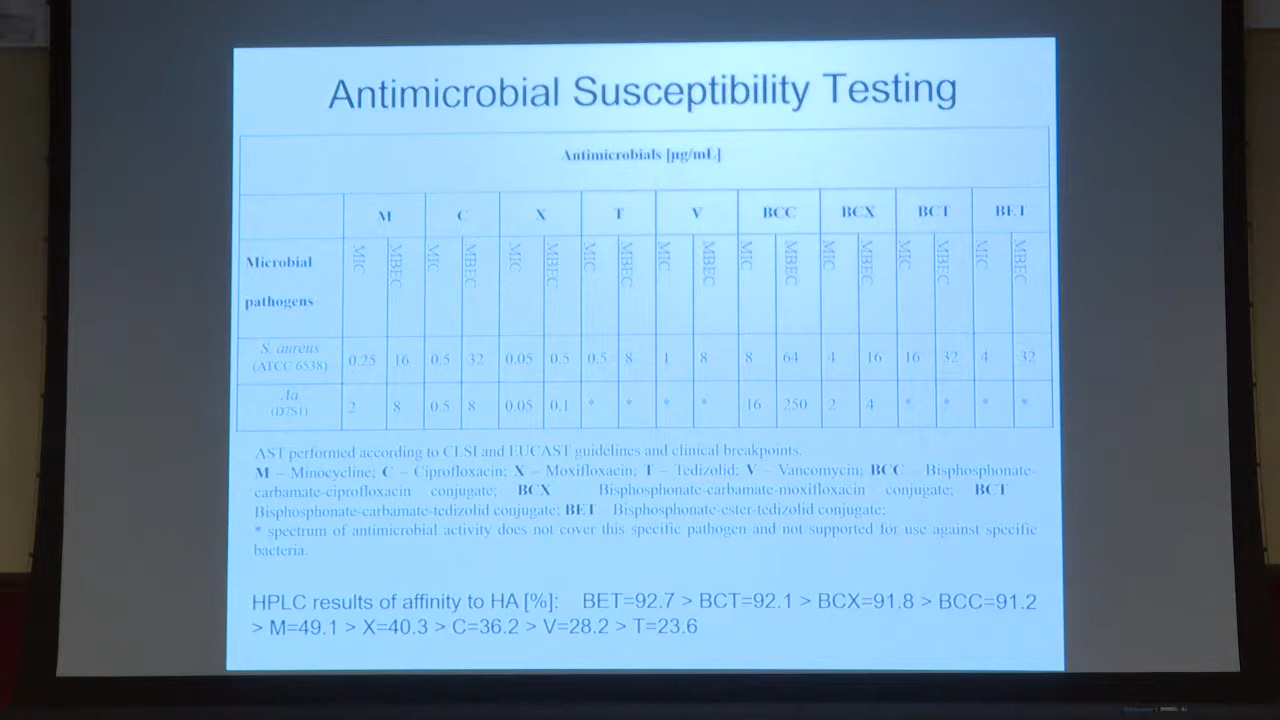 Antimicrobial Susceptibility Testing
Antimicrobials [µg/mL]
M C X T V BCC BCX BCT BET
Microbial pathogens MIC MBEC MIC MBEC MIC MBEC MIC MBEC MIC MBEC MIC MBEC MIC MBEC MIC MBEC MIC MBEC
S. aureus (ATCC 6538) 0.25 16 0.5 32 0.05 0.5 0.5 8 1 8 8 64 4 16 16 32 4 32
Aa (D7S1) 2 8 0.5 8 0.05 0.1 * * * * 16 250 2 4 * * * *
AST performed according to CLSI and EUCAST guidelines and clinical breakpoints.
M – Minocycline; C – Ciprofloxacin; X – Moxifloxacin; T – Tedizolid; V – Vancomycin; BCC – Bisphosphonate-
carbamate-ciprofloxacin conjugate; BCX – Bisphosphonate-carbamate-moxifloxacin conjugate; BCT –
Bisphosphonate-carbamate-tedizolid conjugate; BET – Bisphosphonate-ester-tedizolid conjugate;
* spectrum of antimicrobial activity does not cover this specific pathogen and not supported for use against specific
bacteria.
HPLC results of affinity to HA [%]: BET=92.7 > BCT=92.1 > BCX=91.8 > BCC=91.2
> M=49.1 > X=40.3 > C=36.2 > V=28.2 > T=23.6